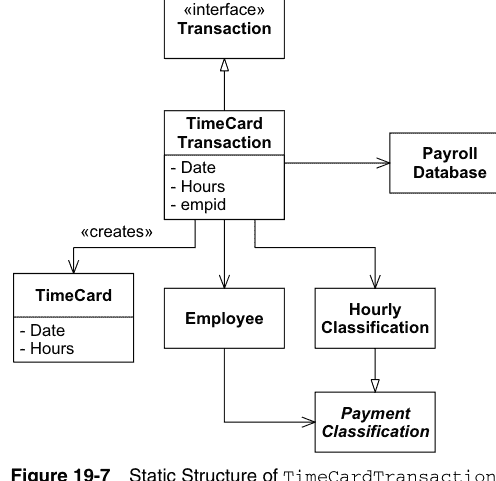 «interface»
Transaction
TimeCard
Transaction
- Date
- Hours
- empid
Payroll
Database
«creates»
TimeCard
- Date
- Hours
Employee
Hourly
Classification
Payment
Classification
Figure 19-7 Static Structure of TimeCardTransaction